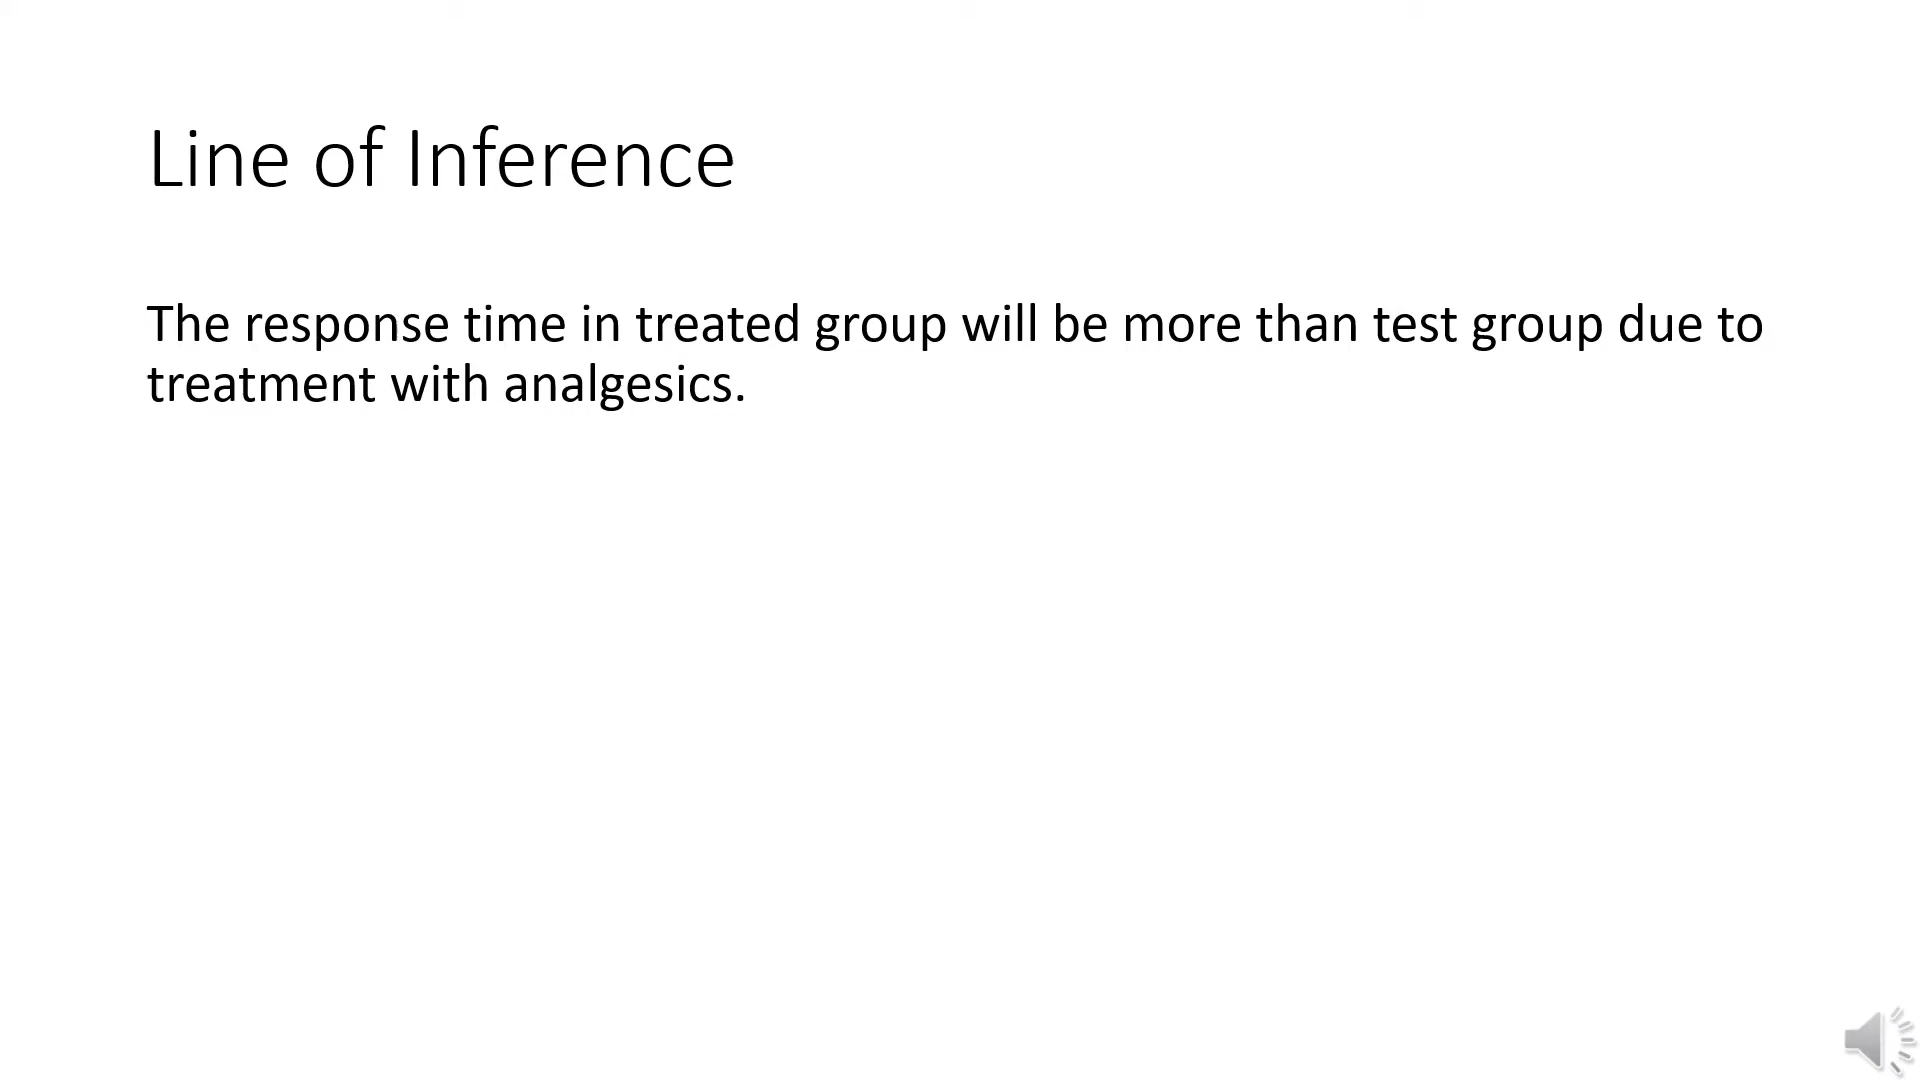 Line of Inference
The response time in treated group will be more than test group due to
treatment with analgesics.